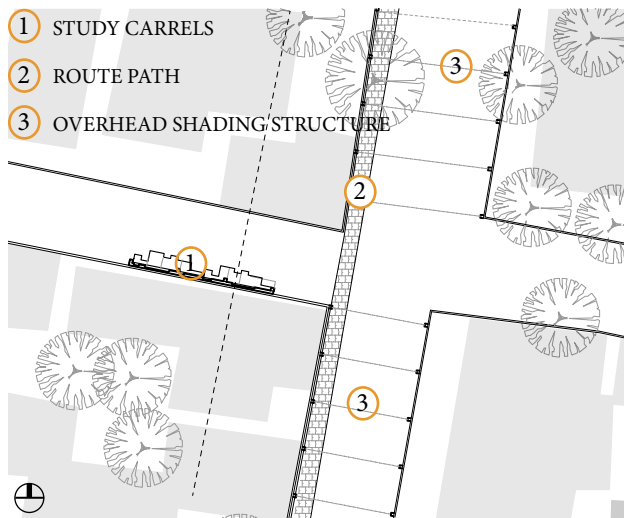 1 STUDY CARRELS
2 ROUTE PATH
3 OVERHEAD SHADING STRUCTURE
3
2
1
3